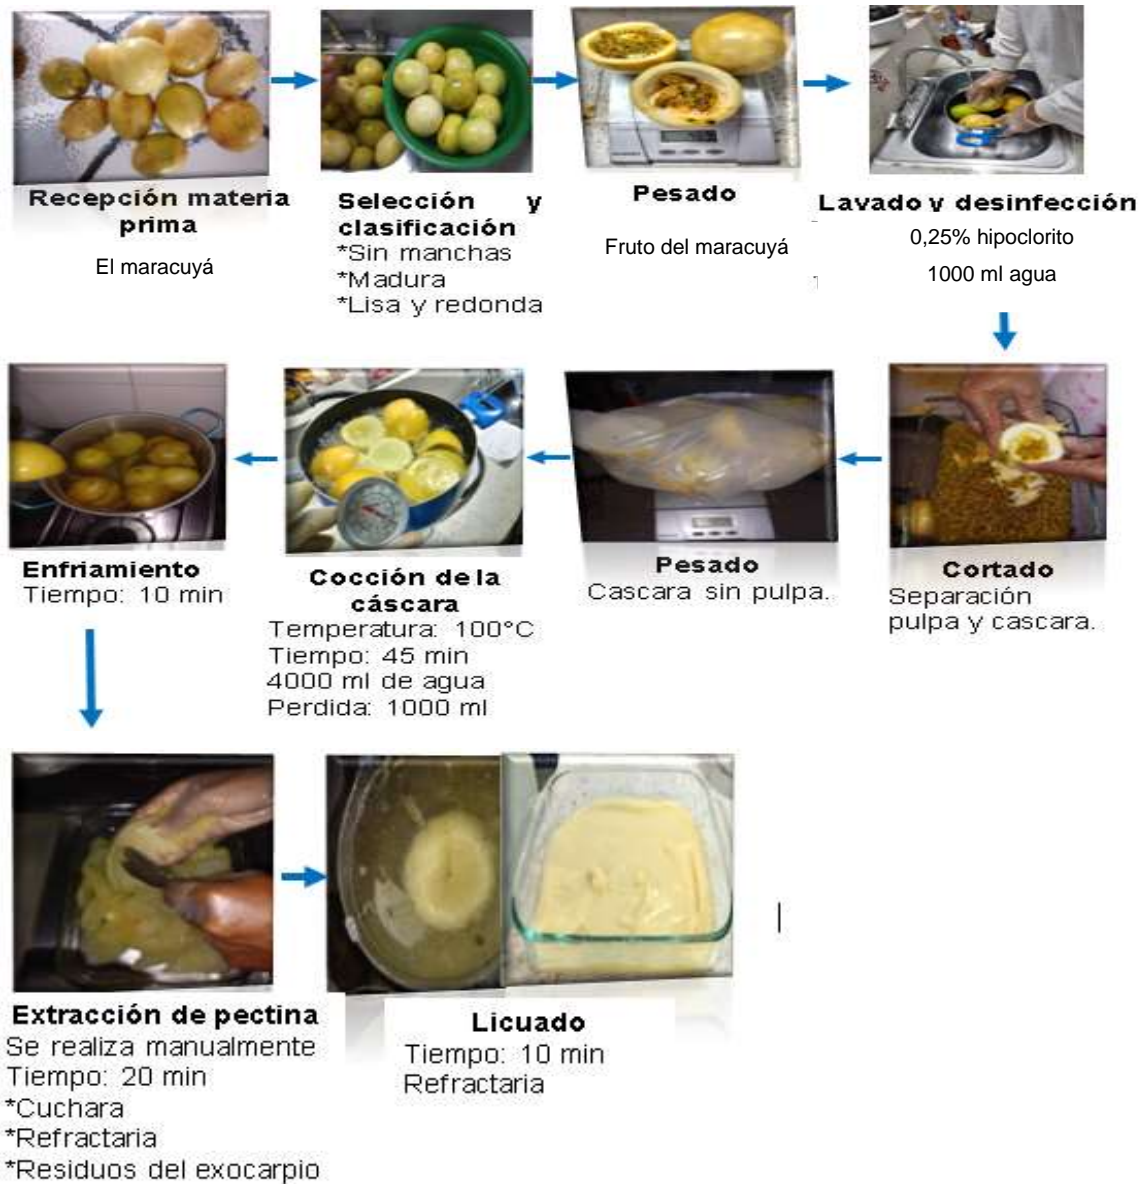 Recepción materia
prima
El maracuyá
Selección y
clasificación
*Sin manchas
*Madura
*Lisa y redonda
Pesado
Fruto del maracuyá
Lavado y desinfección
0,25% hipoclorito
1000 ml agua
Cortado
Separación
pulpa y cascara.
Pesado
Cascara sin pulpa.
Cocción de la
cáscara
Temperatura: 100°C
Tiempo: 45 min
4000 ml de agua
Perdida: 1000 ml
Enfriamiento
Tiempo: 10 min
Extracción de pectina
Se realiza manualmente
Tiempo: 20 min
*Cuchara
*Refractaria
*Residuos del exocarpio
Licuado
Tiempo: 10 min
Refractaria